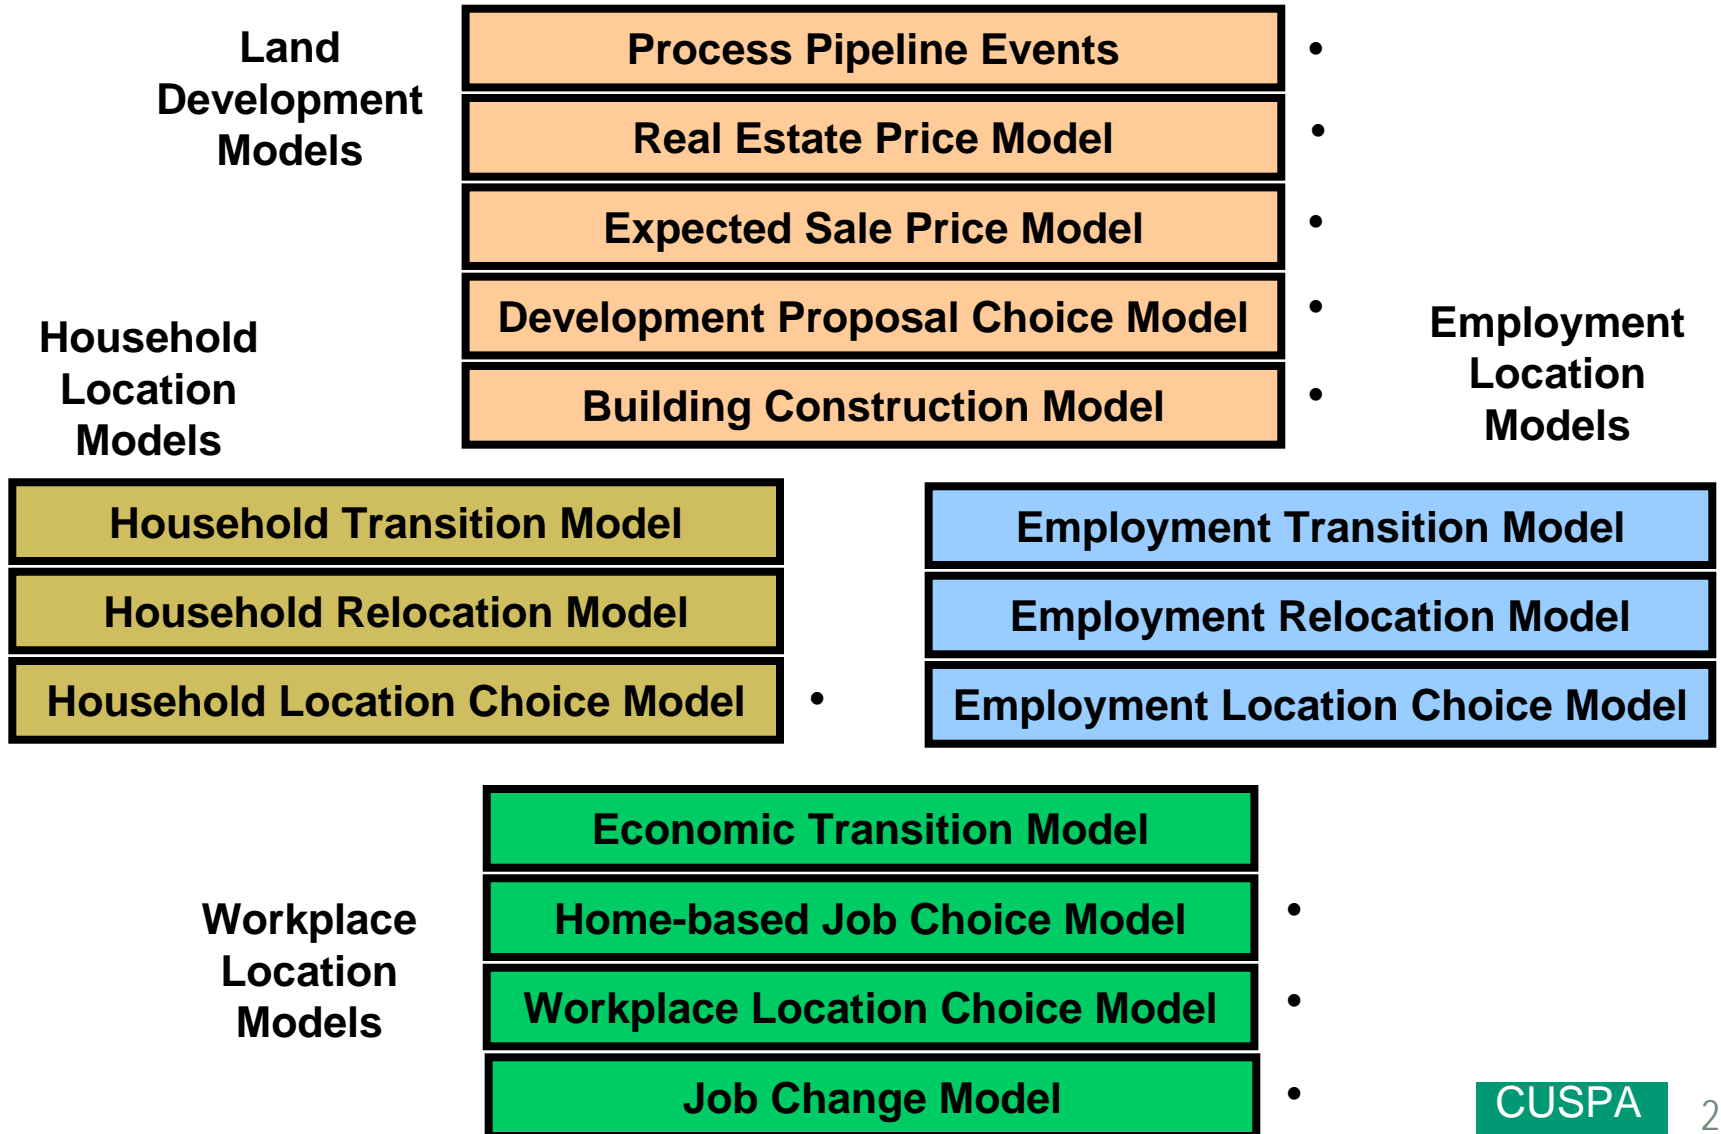 Land
Development
Models
Process Pipeline Events •
Real Estate Price Model •
Expected Sale Price Model •
Development Proposal Choice Model •
Building Construction Model •
Household
Location
Models
Employment
Location
Models
Household Transition Model
Household Relocation Model
Household Location Choice Model •
Employment Transition Model
Employment Relocation Model
Employment Location Choice Model
Workplace
Location
Models
Economic Transition Model
Home-based Job Choice Model •
Workplace Location Choice Model •
Job Change Model •
CUSPA
2